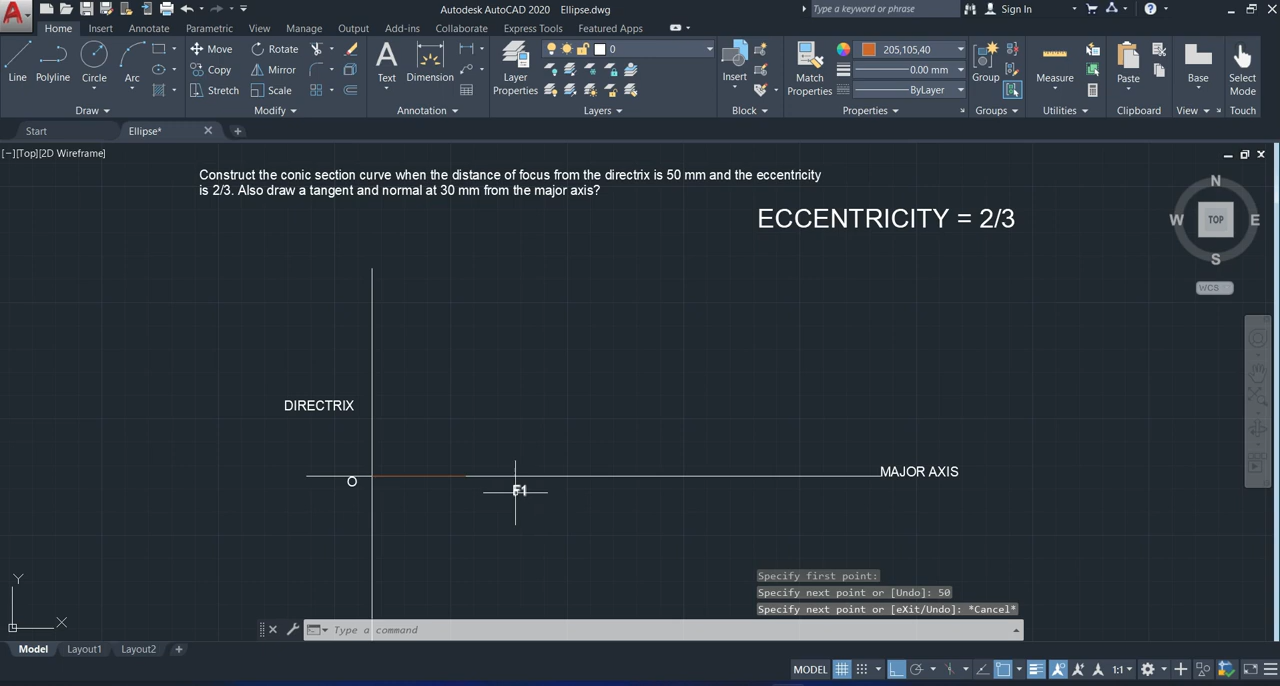 Autodesk AutoCAD 2020 Ellipse.dwg
Type a keyword or phrase
Sign In
Home Insert Annotate Parametric View Manage Output Add-ins Collaborate Express Tools Featured Apps
Line Polyline Circle Arc
Move Rotate
Copy Mirror
Stretch Scale
Text Dimension
Layer Properties
0
Insert
Match Properties
205,105,40
0.00 mm
ByLayer
Group
Measure
Paste
Base
Select Mode
Draw Modify Annotation Layers Block Properties Groups Utilities Clipboard View Touch
Start Ellipse*
[−][Top][2D Wireframe]
Construct the conic section curve when the distance of focus from the directrix is 50 mm and the eccentricity
is 2/3. Also draw a tangent and normal at 30 mm from the major axis?
ECCENTRICITY = 2/3
N
W TOP E
S
WCS
DIRECTRIX
MAJOR AXIS
O
F1
Specify first point:
Specify next point or [Undo]: 50
Specify next point or [eXit/Undo]: *Cancel*
Y
X
Type a command
Model Layout1 Layout2
MODEL
1:1